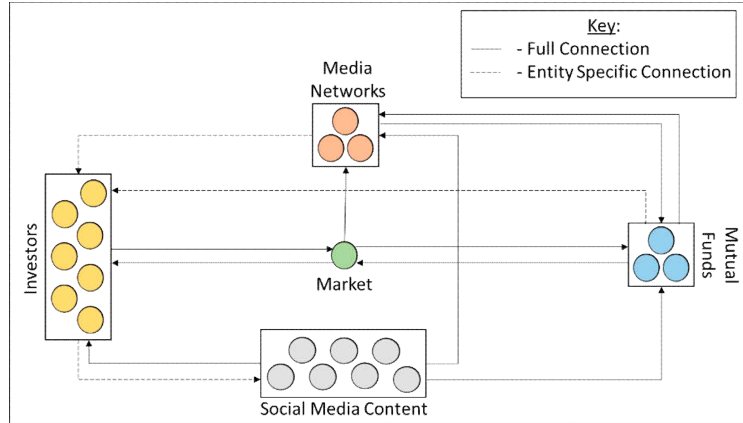 Key:
- Full Connection
- Entity Specific Connection
Media
Networks
Investors
Mutual
Funds
Market
Social Media Content